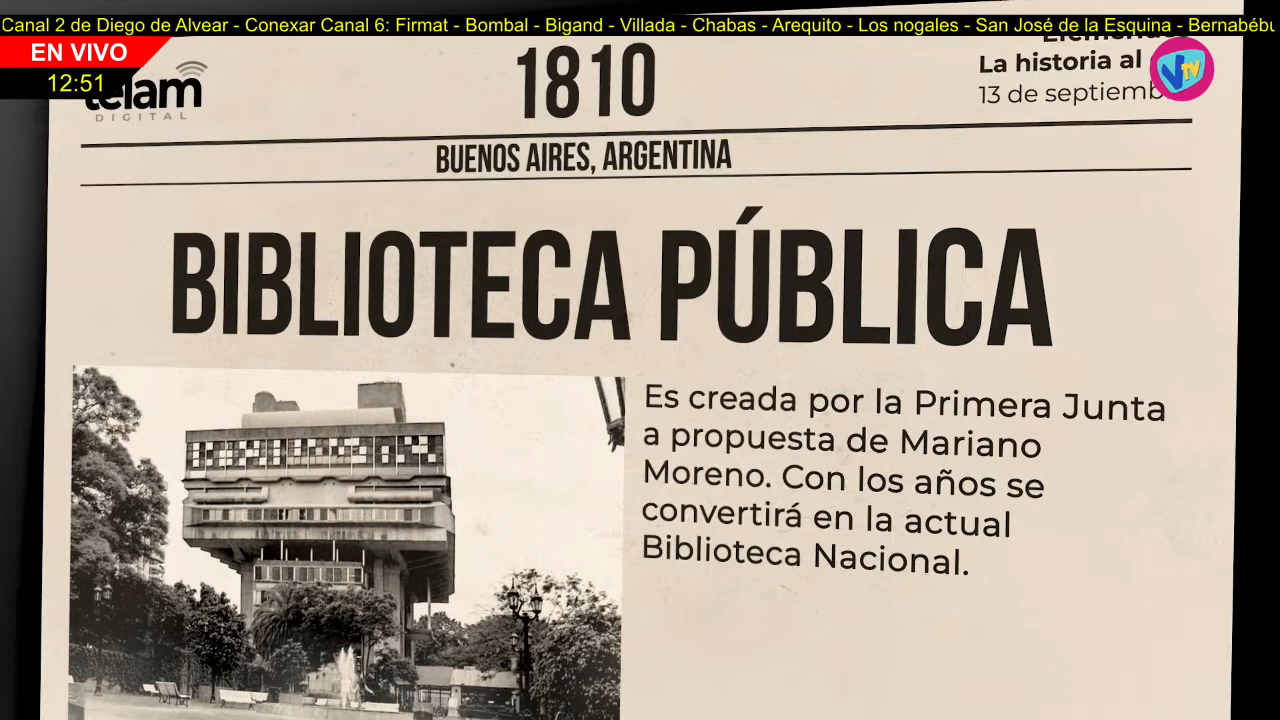 Canal 2 de Diego de Alvear - Conexar Canal 6: Firmat - Bombal - Bigand - Villada - Chabas - Arequito - Los nogales - San José de la Esquina - Bernabébu
EN VIVO
12:51
télam
DIGITAL
1810
La historia al
13 de septiemb
VTV
BUENOS AIRES, ARGENTINA
BIBLIOTECA PÚBLICA
Es creada por la Primera Junta
a propuesta de Mariano
Moreno. Con los años se
convertirá en la actual
Biblioteca Nacional.